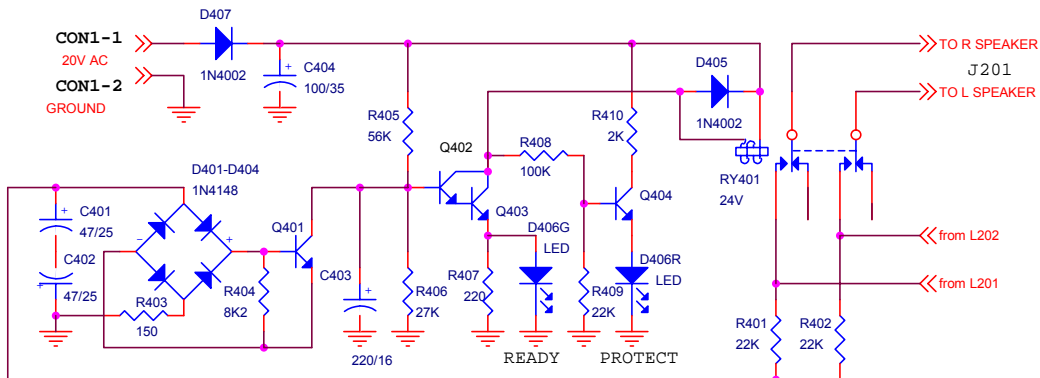 D407
CON1-1
20V AC
1N4002
CON1-2
GROUND
+
C404
100/35
R405
56K
D405
1N4002
R410
2K
TO R SPEAKER
J201
TO L SPEAKER
Q402
R408
100K
RY401
24V
D401-D404
1N4148
Q401
Q403
Q404
C401
47/25
+
C402
47/25
+
-
+
R403
150
R404
8K2
C403
+
220/16
R406
27K
R407
220
D406G
LED
R409
22K
D406R
LED
READY
PROTECT
from L202
from L201
R401
22K
R402
22K